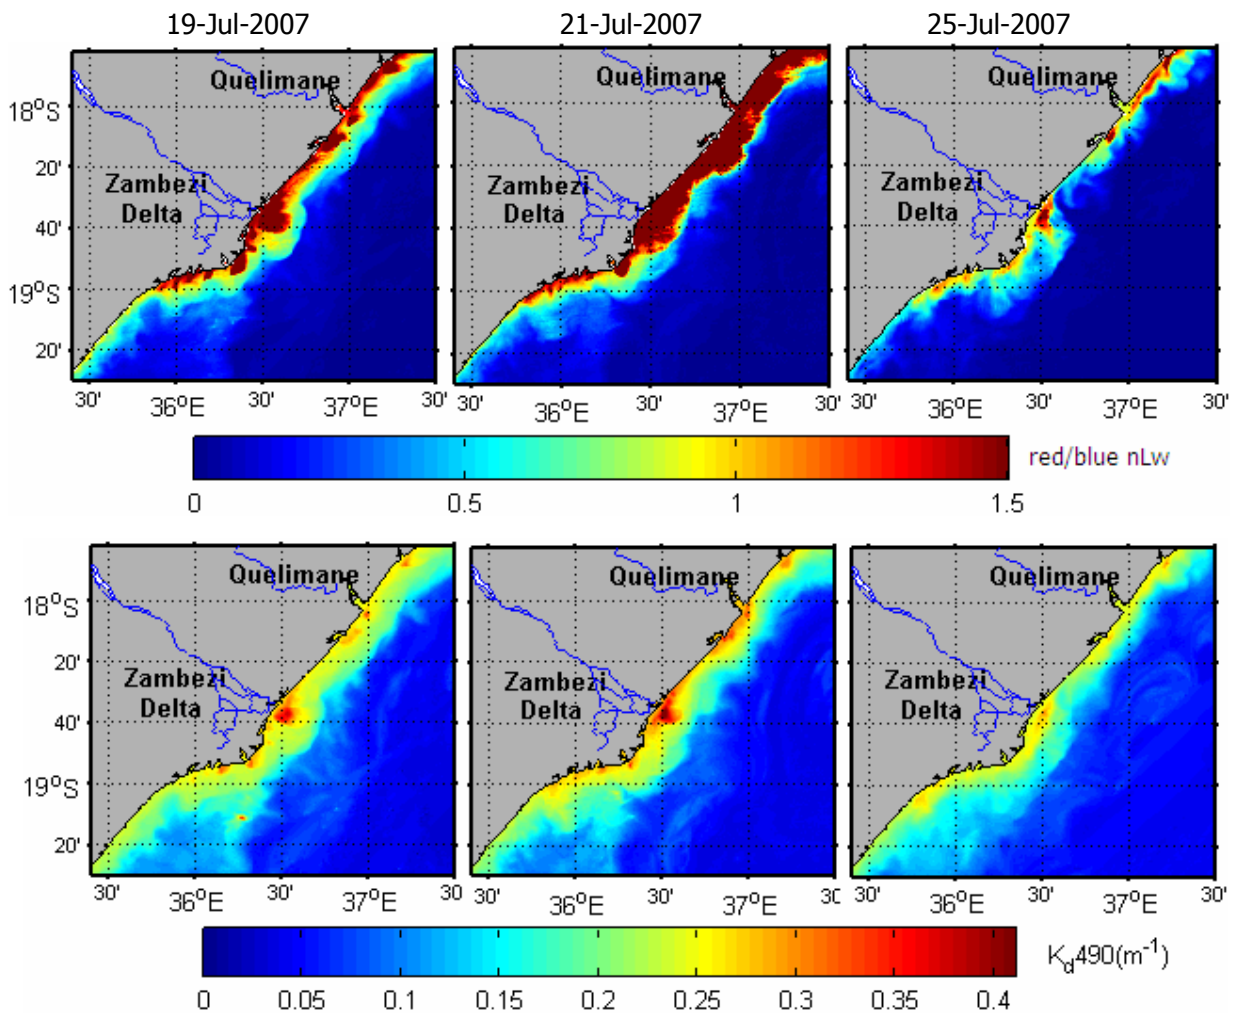 19-Jul-2007 21-Jul-2007 25-Jul-2007
Quelimane Quelimane Quelimane
18°S
20'
Zambezi Delta Zambezi Delta Zambezi Delta
40'
19°S
20'
30' 36°E 30' 37°E 30' 30' 36°E 30' 37°E 30' 30' 36°E 30' 37°E 30'
0 0.5 1 1.5 red/blue nLw
Quelimane Quelimane Quelimane
18°S
20'
Zambezi Delta Zambezi Delta Zambezi Delta
40'
19°S
20'
30' 36°E 30' 37°E 30' 30' 36°E 30' 37°E 30' 30' 36°E 30' 37°E 30'
0 0.05 0.1 0.15 0.2 0.25 0.3 0.35 0.4 K_d490(m^-1)